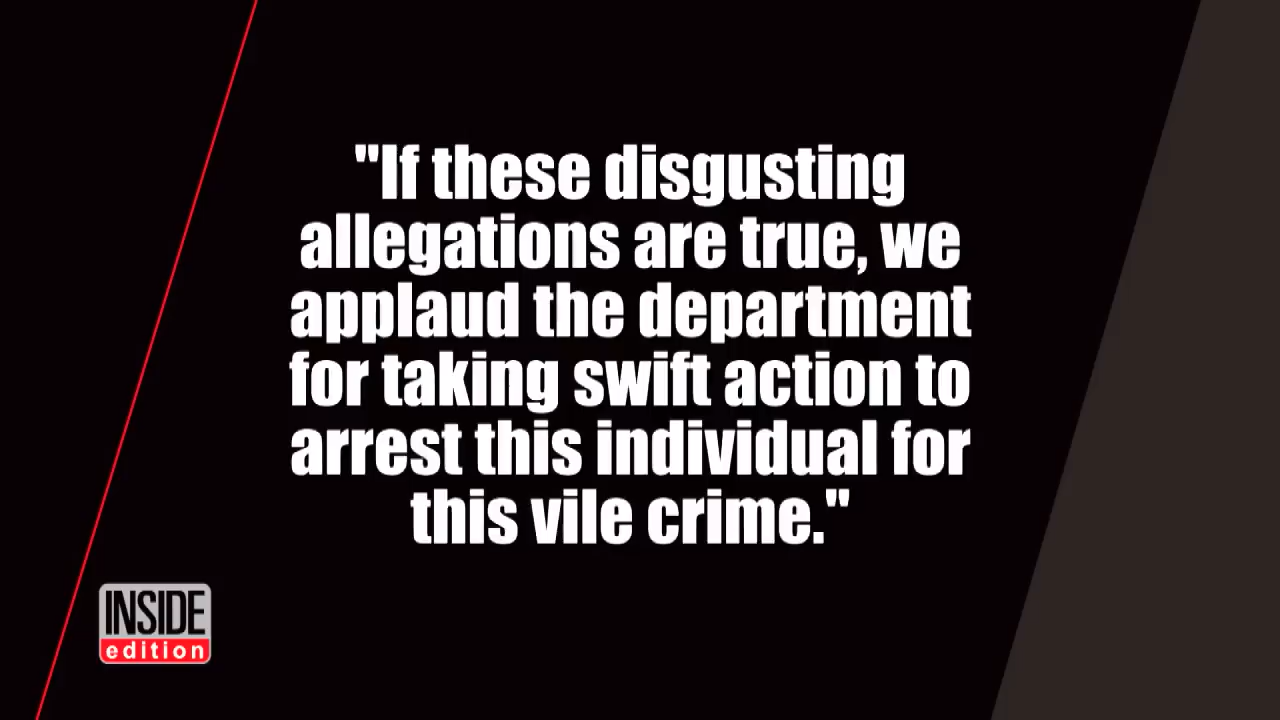 "If these disgusting
allegations are true, we
applaud the department
for taking swift action to
arrest this individual for
this vile crime."
INSIDE
edition